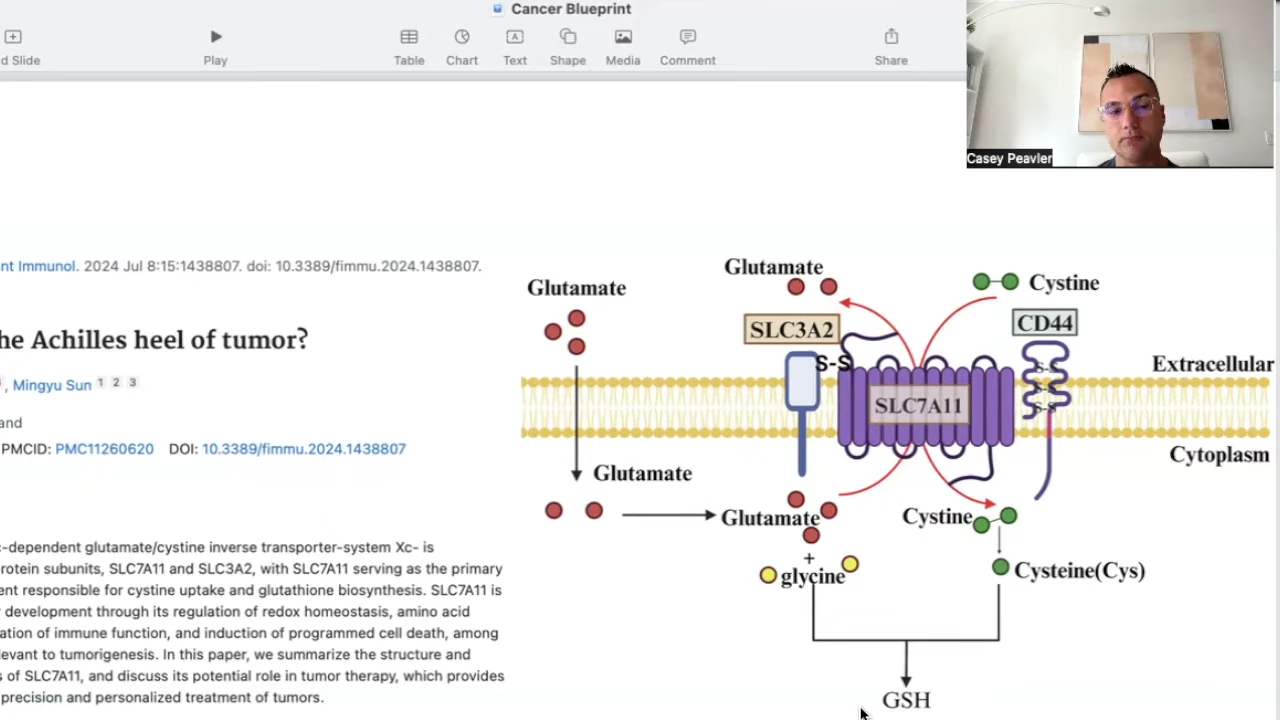 Cancer Blueprint
d Slide
Play
Table
Chart
Text
Shape
Media
Comment
Share
Casey Peavler
nt Immunol. 2024 Jul 8:15:1438807. doi: 10.3389/fimmu.2024.1438807.
he Achilles heel of tumor?
, Mingyu Sun 1 2 3
and
PMCID: PMC11260620 DOI: 10.3389/fimmu.2024.1438807
-dependent glutamate/cystine inverse transporter-system Xc- is
rotein subunits, SLC7A11 and SLC3A2, with SLC7A11 serving as the primary
ent responsible for cystine uptake and glutathione biosynthesis. SLC7A11 is
development through its regulation of redox homeostasis, amino acid
ation of immune function, and induction of programmed cell death, among
evant to tumorigenesis. In this paper, we summarize the structure and
s of SLC7A11, and discuss its potential role in tumor therapy, which provides
precision and personalized treatment of tumors.
Glutamate
Glutamate
Cystine
SLC3A2
CD44
S-S
S-S
S-S
S-S
Extracellular
SLC7A11
Cytoplasm
Glutamate
Glutamate
Cystine
+
glycine
Cysteine(Cys)
GSH